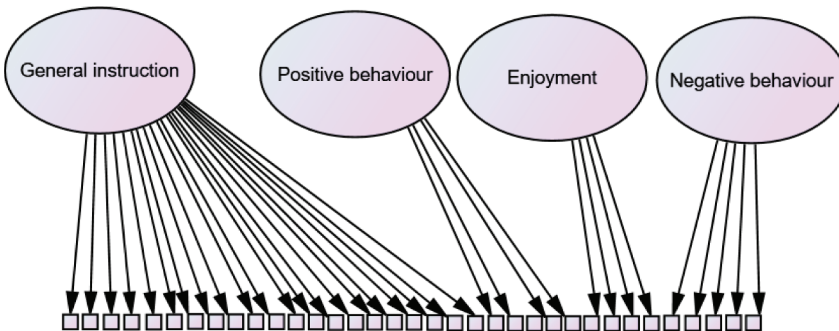 General instruction
Positive behaviour
Enjoyment
Negative behaviour